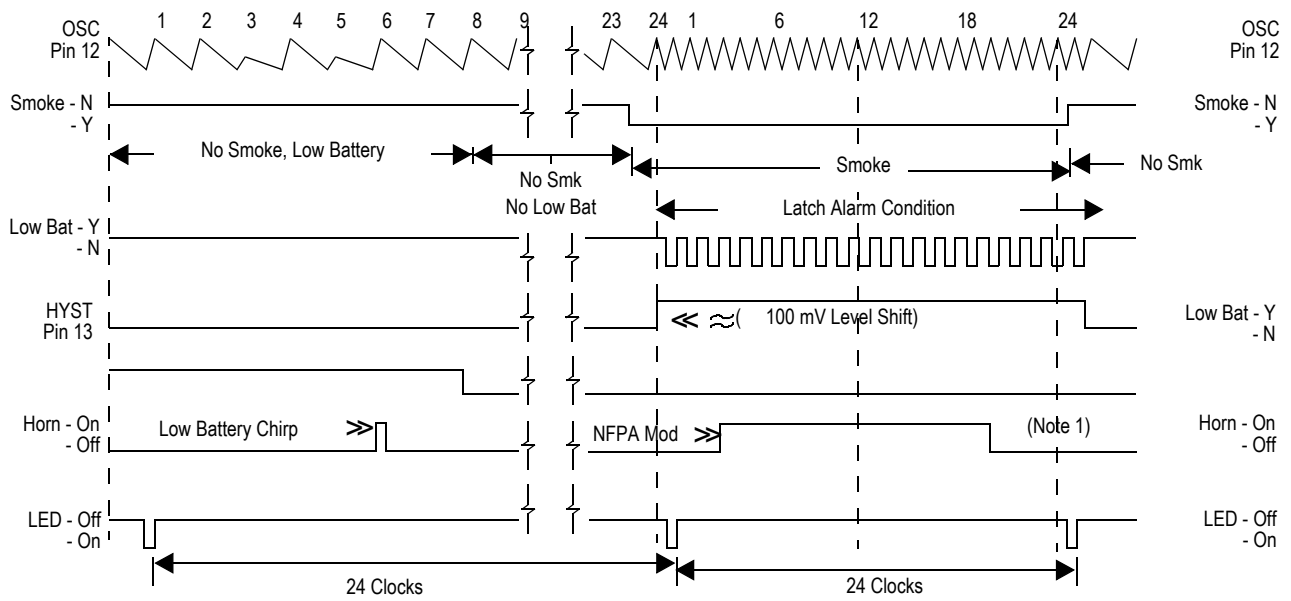 1 2 3 4 5 6 7 8 9 23 24 1 6 12 18 24
OSC
Pin 12
OSC
Pin 12
Smoke - N
- Y
Smoke - N
- Y
No Smoke, Low Battery
No Smk
No Low Bat
Smoke
No Smk
Latch Alarm Condition
Low Bat - Y
- N
HYST
Pin 13
<< ≈( 100 mV Level Shift)
Low Bat - Y
- N
Horn - On
- Off
Low Battery Chirp >>
NFPA Mod >>
(Note 1)
Horn - On
- Off
LED - Off
- On
LED - Off
- On
24 Clocks
24 Clocks